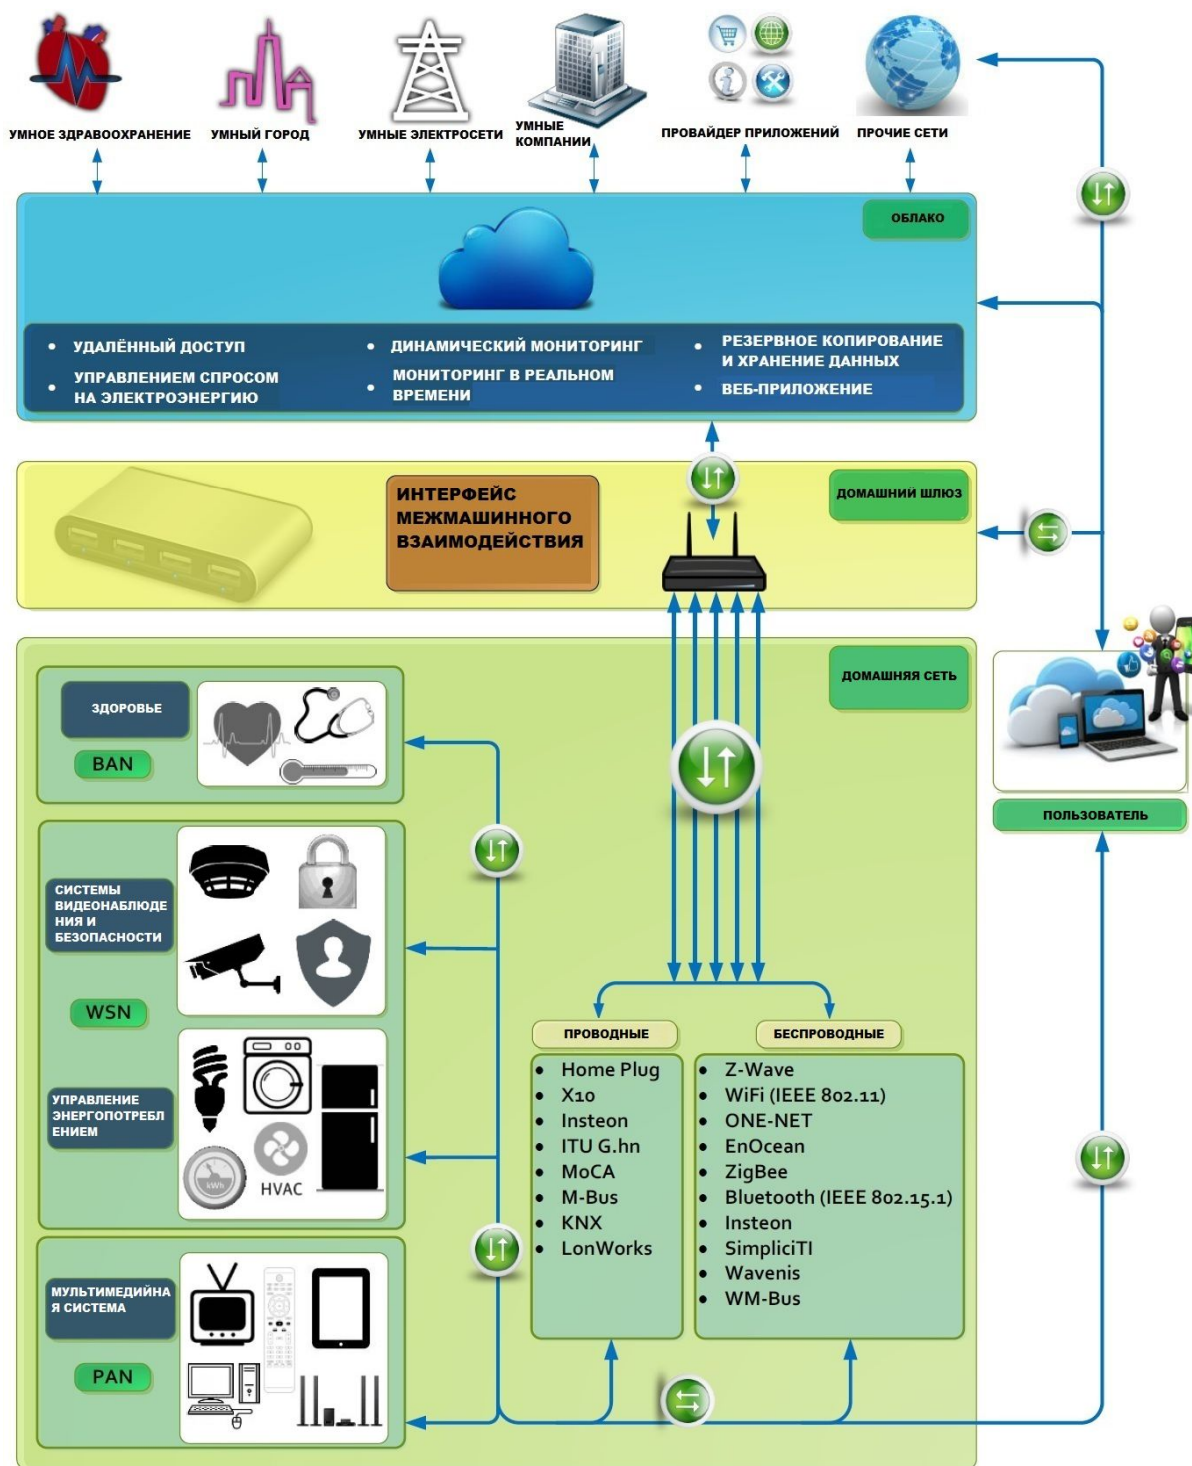 УМНОЕ ЗДРАВООХРАНЕНИЕ
УМНЫЙ ГОРОД
УМНЫЕ ЭЛЕКТРОСЕТИ
УМНЫЕ
КОМПАНИИ
ПРОВАЙДЕР ПРИЛОЖЕНИЙ
ПРОЧИЕ СЕТИ
ОБЛАКО
• УДАЛЁННЫЙ ДОСТУП
• УПРАВЛЕНИЕМ СПРОСОМ
НА ЭЛЕКТРОЭНЕРГИЮ
• ДИНАМИЧЕСКИЙ МОНИТОРИНГ
• МОНИТОРИНГ В РЕАЛЬНОМ
ВРЕМЕНИ
• РЕЗЕРВНОЕ КОПИРОВАНИЕ
И ХРАНЕНИЕ ДАННЫХ
• ВЕБ-ПРИЛОЖЕНИЕ
ИНТЕРФЕЙС
МЕЖМАШИННОГО
ВЗАИМОДЕЙСТВИЯ
ДОМАШНИЙ ШЛЮЗ
ДОМАШНЯЯ СЕТЬ
ПОЛЬЗОВАТЕЛЬ
ЗДОРОВЬЕ
BAN
СИСТЕМЫ
ВИДЕОНАБЛЮДЕ
НИЯ И
БЕЗОПАСНОСТИ
WSN
УПРАВЛЕНИЕ
ЭНЕРГОПОТРЕБЛ
ЕНИЕМ
kWh
HVAC
МУЛЬТИМЕДИЙНА
Я СИСТЕМА
PAN
ПРОВОДНЫЕ
• Home Plug
• X10
• Insteon
• ITU G.hn
• MoCA
• M-Bus
• KNX
• LonWorks
БЕСПРОВОДНЫЕ
• Z-Wave
• WiFi (IEEE 802.11)
• ONE-NET
• EnOcean
• ZigBee
• Bluetooth (IEEE 802.15.1)
• Insteon
• SimpliciTI
• Wavenis
• WM-Bus